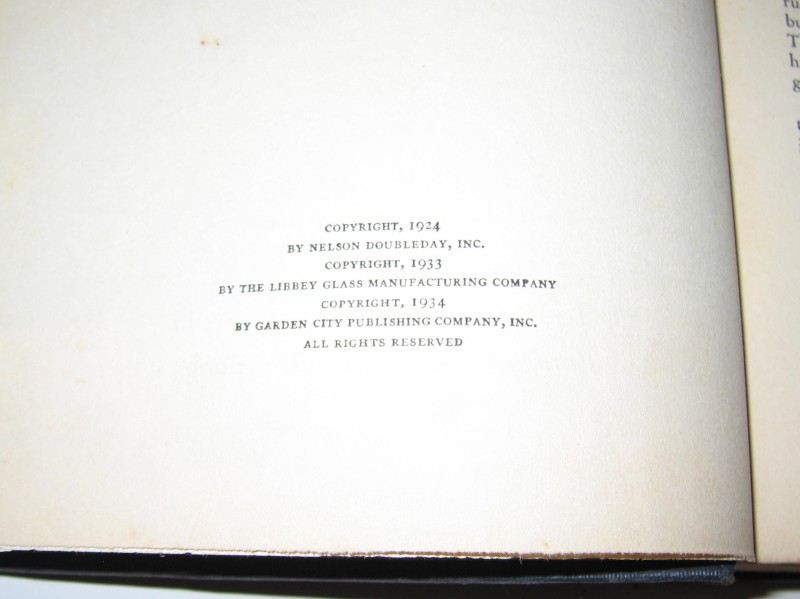 COPYRIGHT, 1924
BY NELSON DOUBLEDAY, INC.
COPYRIGHT, 1933
BY THE LIBBEY GLASS MANUFACTURING COMPANY
COPYRIGHT, 1934
BY GARDEN CITY PUBLISHING COMPANY, INC.
ALL RIGHTS RESERVED